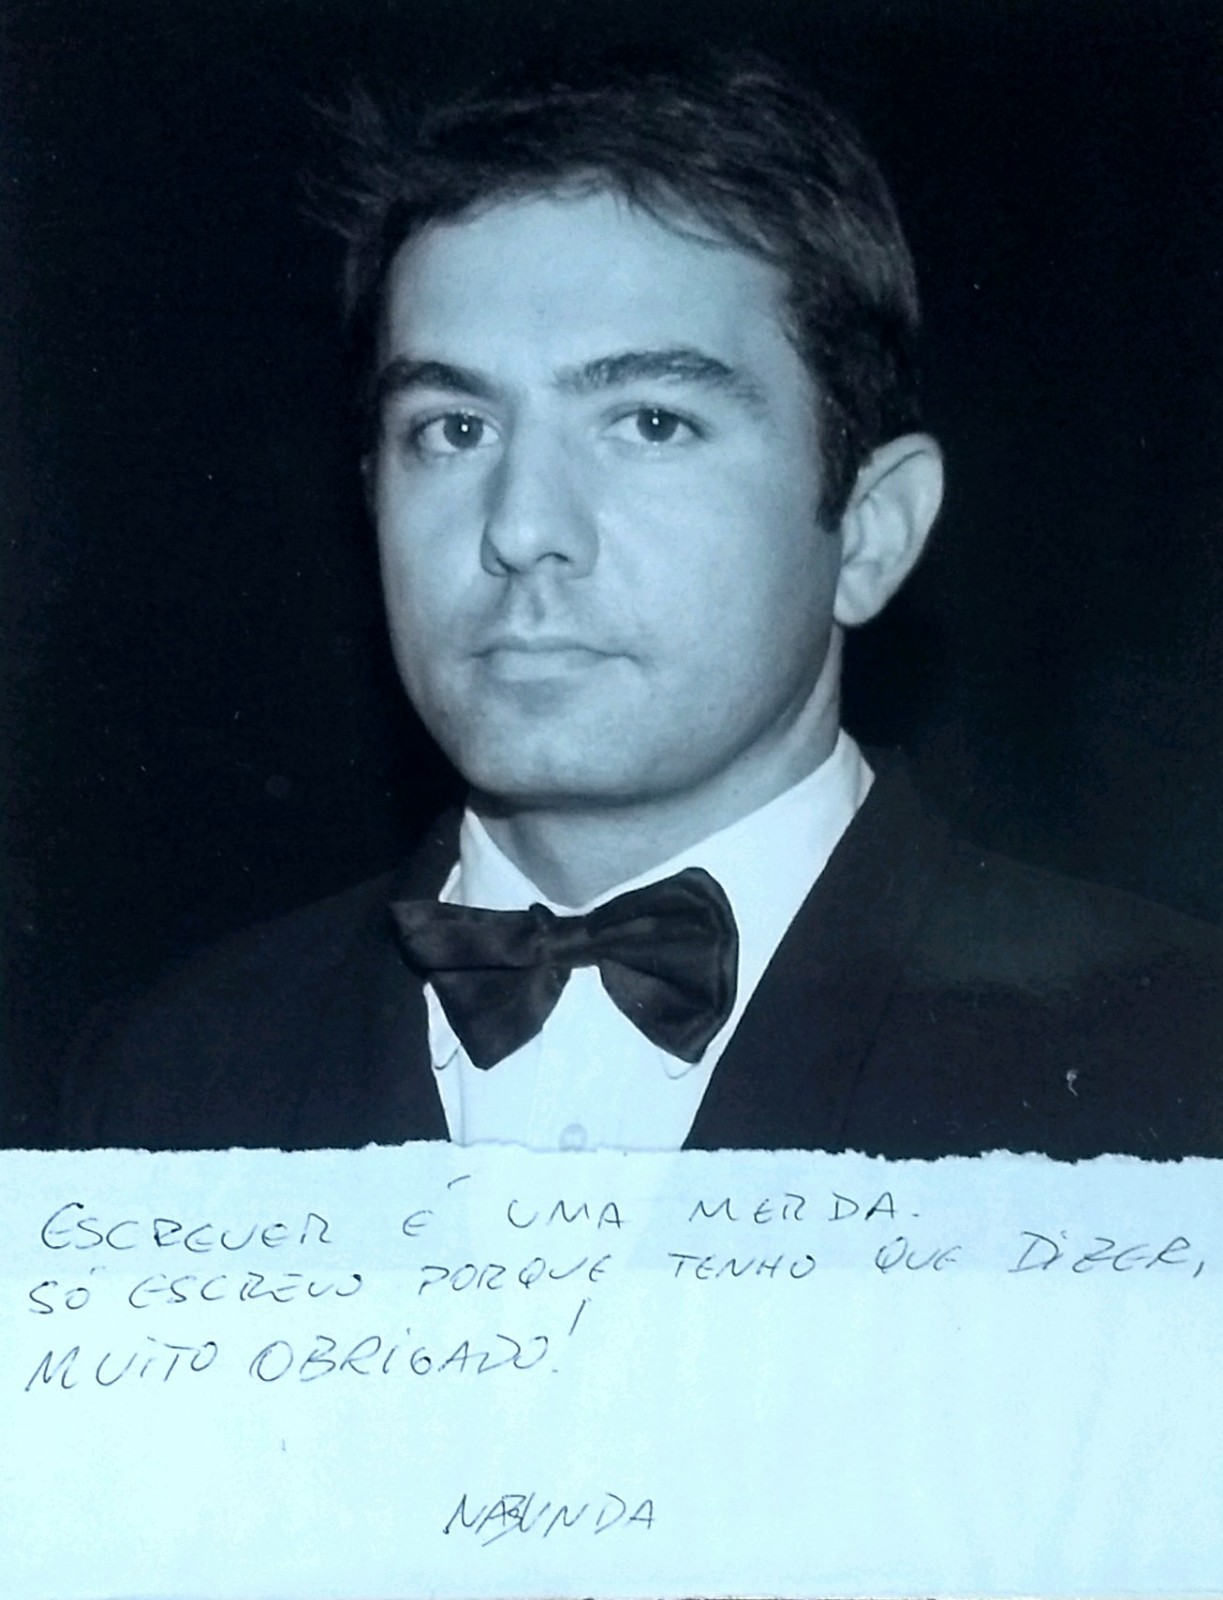 ESCREVER É UMA MERDA.
SÓ ESCREVO PORQUE TENHO QUE DIZER,
MUITO OBRIGADO!
NABUNDA